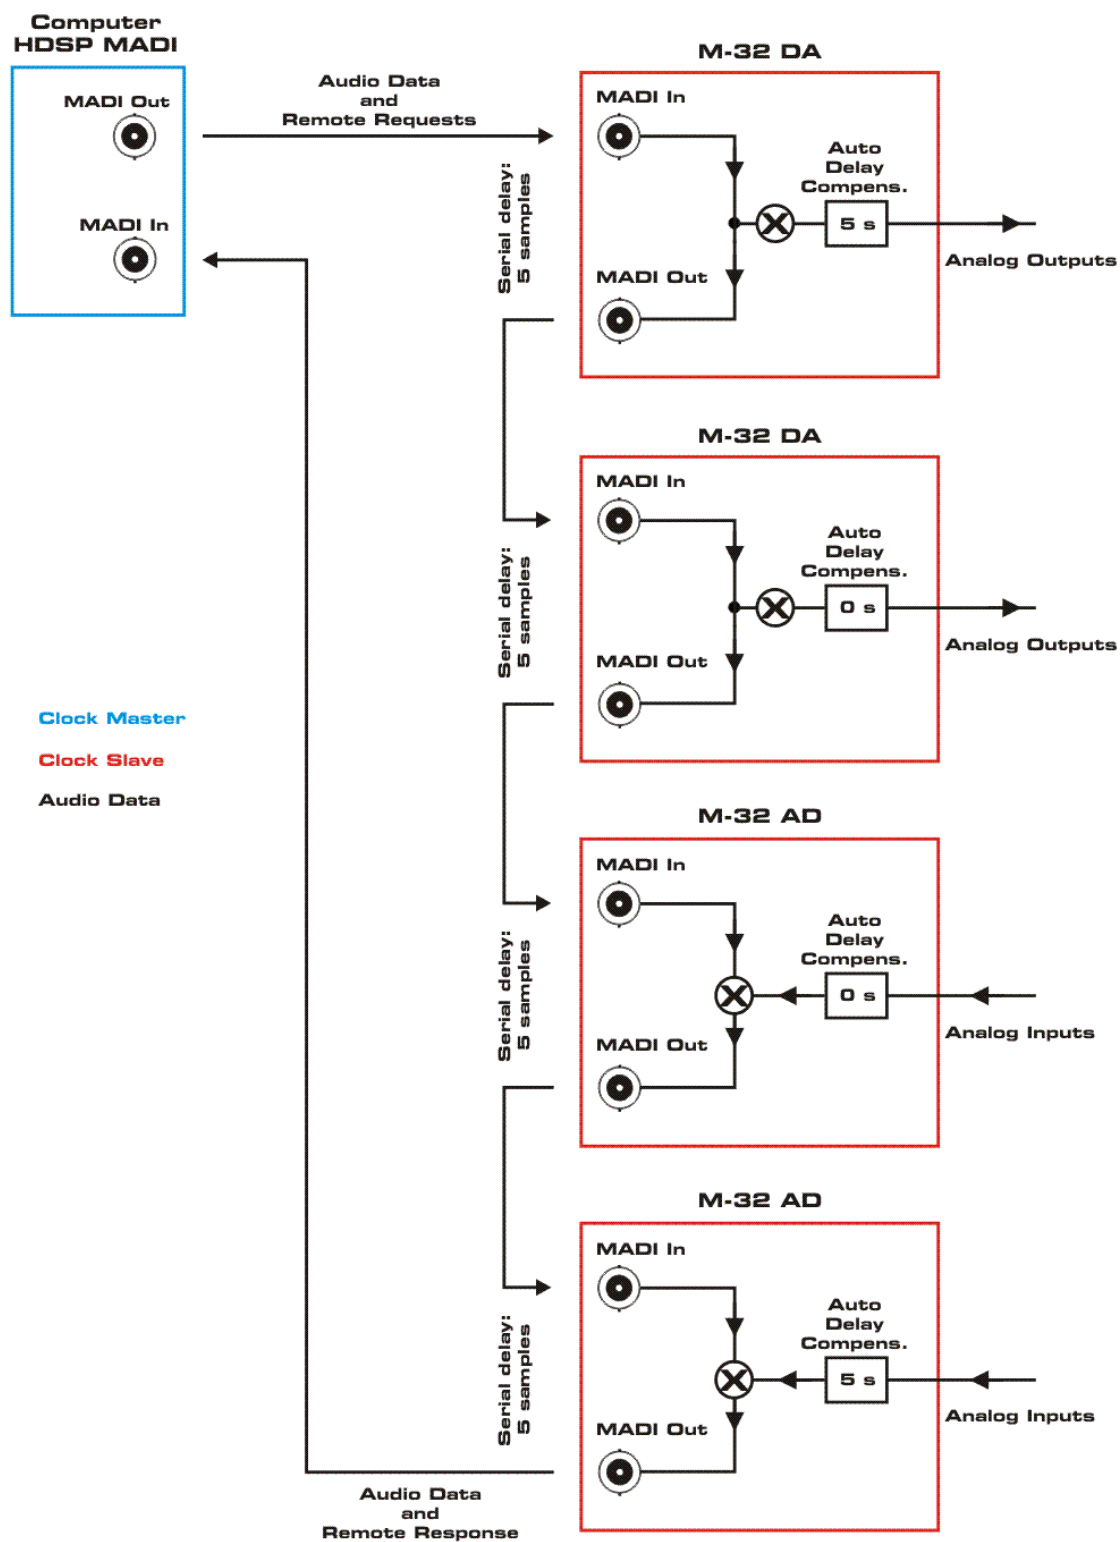 Computer
HDSP MADI
MADI Out
MADI In
Audio Data
and
Remote Requests
M-32 DA
MADI In
Auto
Delay
Compens.
5 s
Analog Outputs
MADI Out
Serial delay:
5 samples
M-32 DA
MADI In
Auto
Delay
Compens.
0 s
Analog Outputs
MADI Out
Serial delay:
5 samples
Clock Master
Clock Slave
Audio Data
M-32 AD
MADI In
Auto
Delay
Compens.
0 s
Analog Inputs
MADI Out
Serial delay:
5 samples
M-32 AD
MADI In
Auto
Delay
Compens.
5 s
Analog Inputs
MADI Out
Serial delay:
5 samples
Audio Data
and
Remote Response